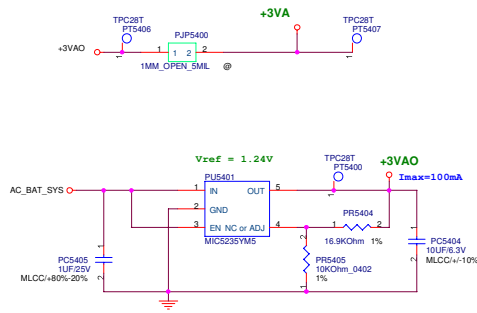 TPC28T
PT5406
+3VA
TPC28T
PT5407
+3VAO
PJP5400
1 1 2 2
1MM_OPEN_5MIL @
1
1
Vref = 1.24V
TPC28T
PT5400
+3VAO
Imax=100mA
AC_BAT_SYS
PU5401
1 IN OUT 5
2 GND
3 EN NC or ADJ 4
MIC5235YM5
1
PR5404
1 2
16.9KOhm 1%
1
PC5405
1UF/25V
MLCC/+80%-20%
2
2
PR5405
10KOhm_0402
1%
1
1
PC5404
10UF/6.3V
MLCC/+/-10%
2